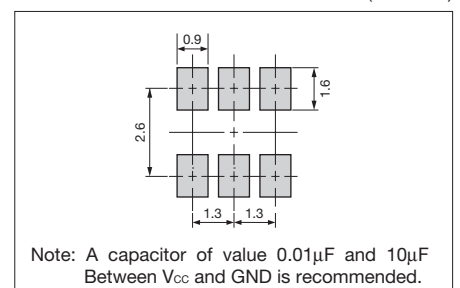 0.9
1.6
2.6
1.3 1.3
Note: A capacitor of value 0.01μF and 10μF
Between Vcc and GND is recommended.